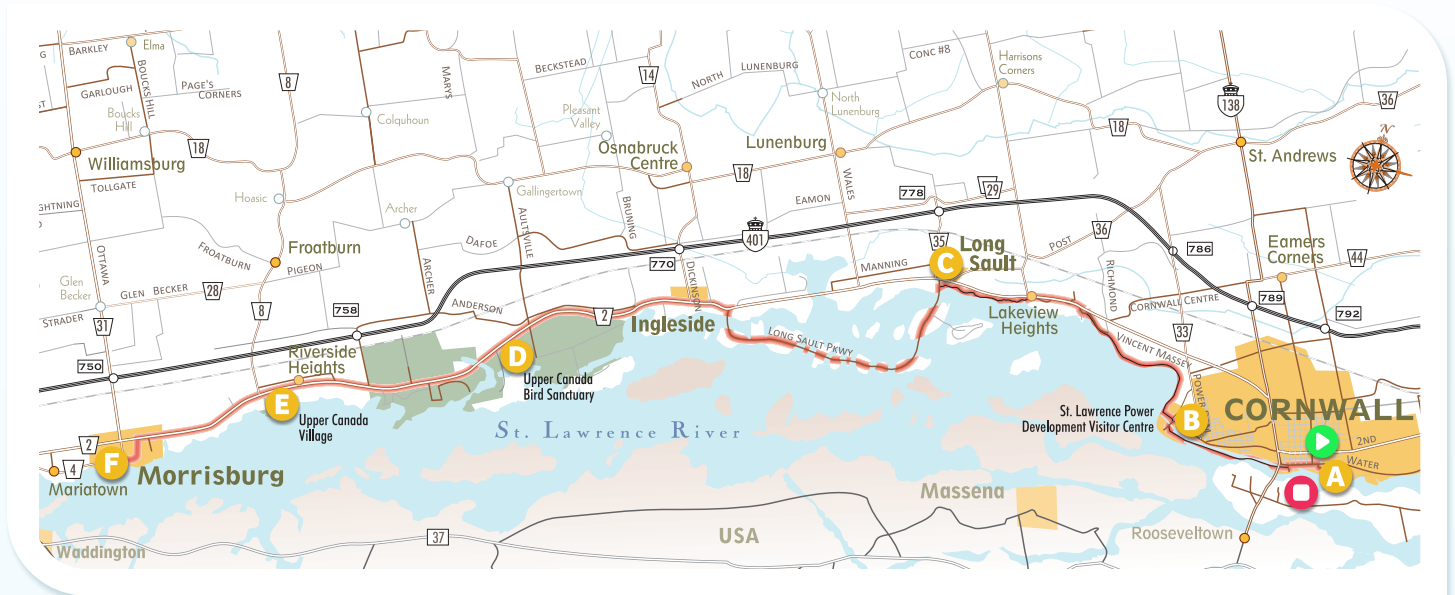 BARKLEY
Elma
8
MARYS
BECKSTEAD
14
NORTH
LUNENBURG
CONC #8
Harrisons
Corners
138
36
N
G
GARLOUGH
BOUCKS HILL
PAGE'S
CORNERS
ST
Boucks
Hill
18
Colquhoun
Pleasant
Valley
North
Lunenburg
18
Williamsburg
Osnabruck
Centre
Lunenburg
St. Andrews
TOLLGATE
18
GHTNING
Hoasic
Gallingertown
WALES
778
29
EAMON
BRUNING
Archer
AULTSVILLE
DAFOE
401
35
36
POST
786
Eamers
Corners
44
OTTAWA
FROATBURN
Froatburn
PIGEON
770
DICKINSON
MANNING
C
Long
Sault
RICHMOND
Glen
Becker
GLEN BECKER
28
ARCHER
ANDERSON
CORNWALL CENTRE
789
STRADER
31
8
758
2
Ingleside
Lakeview
Heights
33
792
LONG SAULT PKWY
VINCENT MASSEY
750
Riverside
Heights
D
Upper Canada
Bird Sanctuary
POWER DAM
E
Upper Canada
Village
St. Lawrence River
St. Lawrence Power
Development Visitor Centre
B
CORNWALL
2ND
2
WATER
4
F
Morrisburg
A
Mariatown
Massena
Waddington
37
USA
Rooseveltown